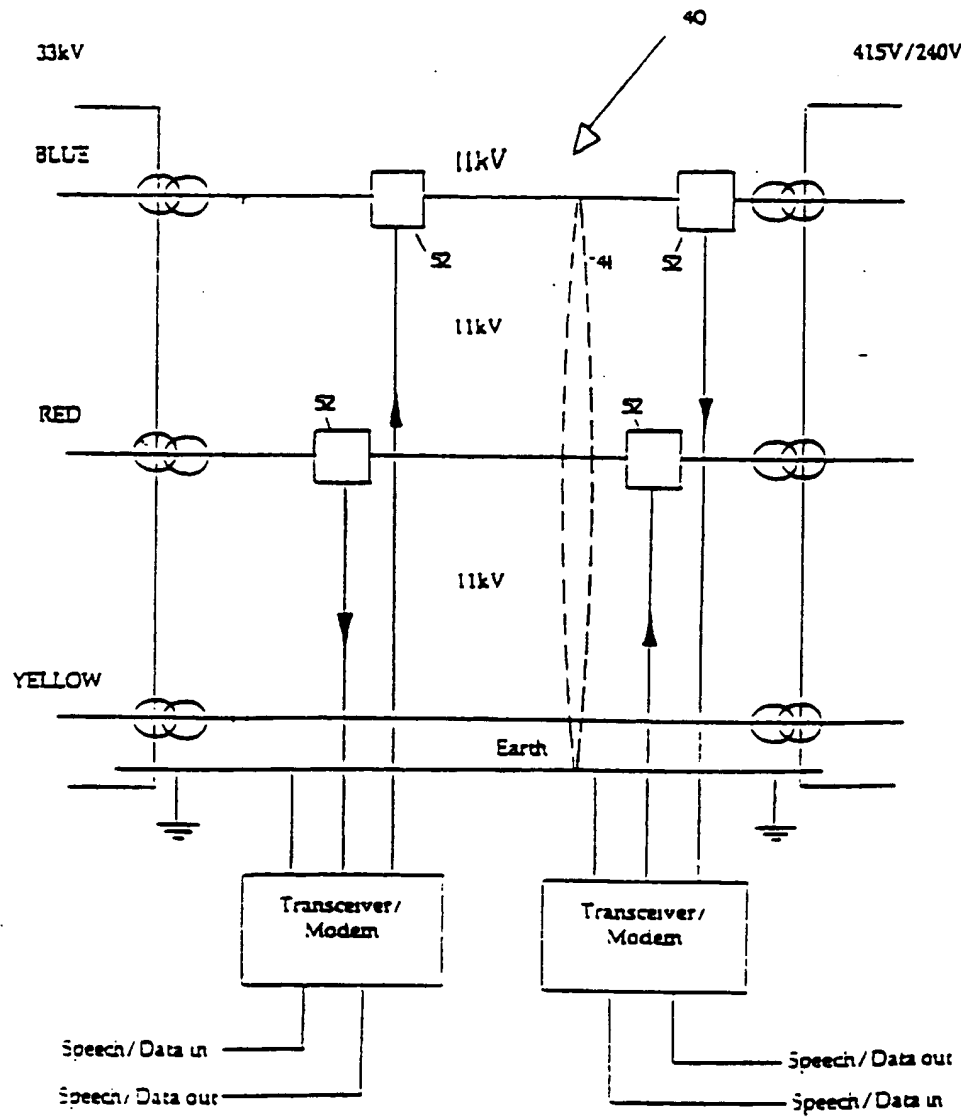 40
33kV
415V/240V
BLUE
11kV
52
41
52
11kV
RED
52
52
11kV
YELLOW
Earth
Transceiver/
Modem
Transceiver/
Modem
Speech/Data in
Speech/Data out
Speech/Data out
Speech/Data in